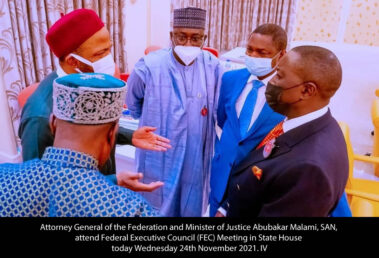 Attorney General of the Federation and Minister of Justice Abubakar Malami, SAN,
attend Federal Executive Council (FEC) Meeting in State House
today Wednesday 24th November 2021. IV